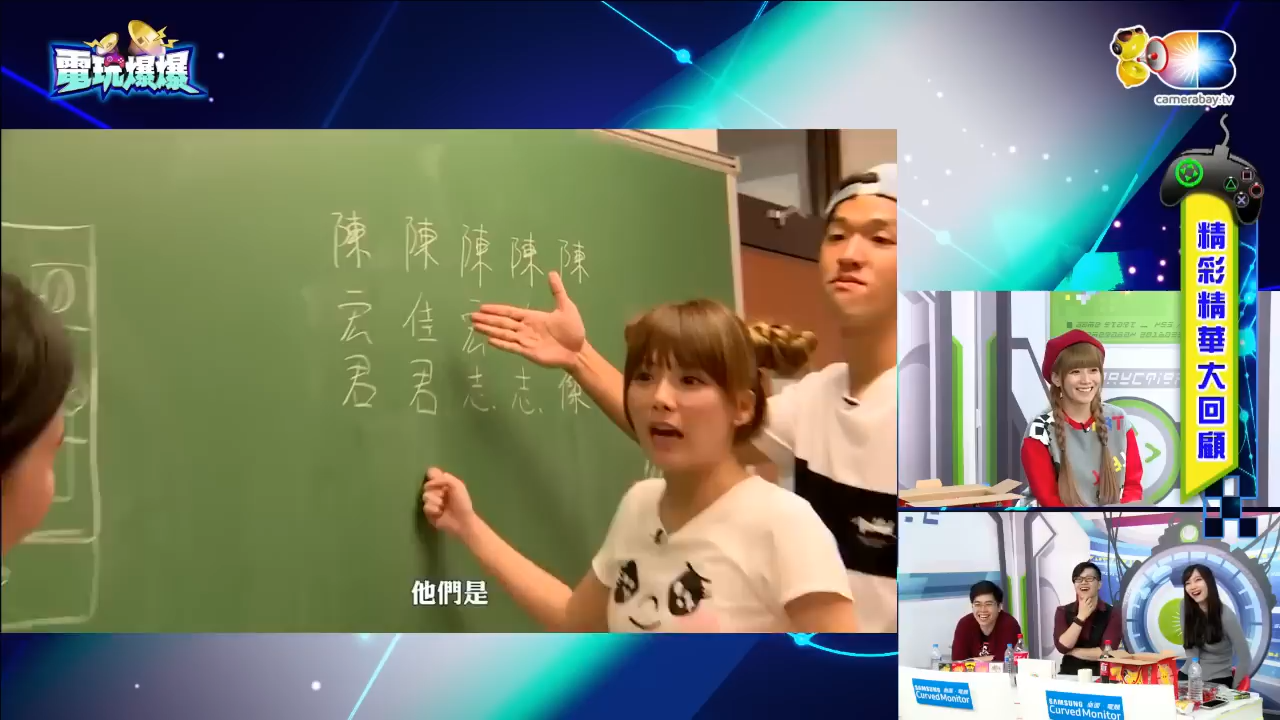 電玩爆爆
camerabay.tv
精彩精華大回顧
陳宏君
陳佳君
陳宏志
陳 志
陳 傑
他們是
SAMSUNG
Curved Monitor
SAMSUNG
Curved Monitor